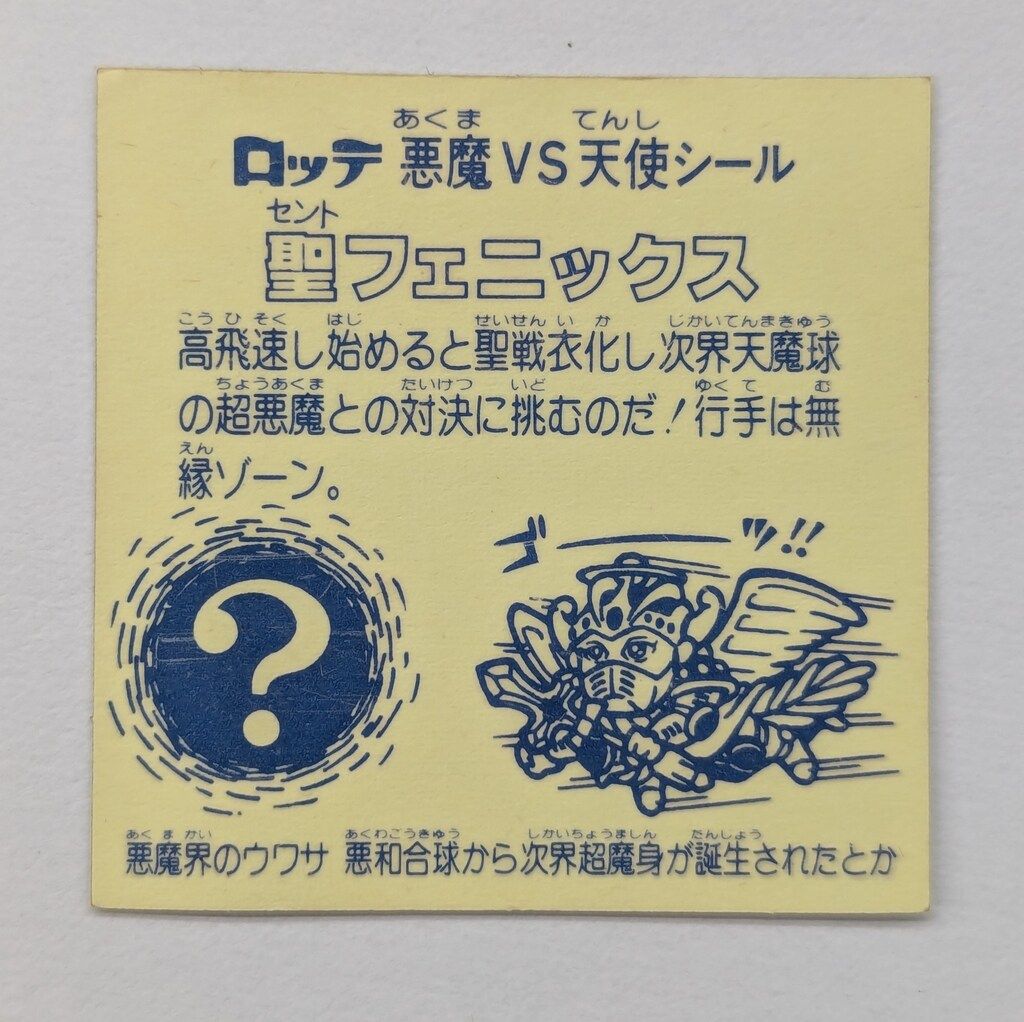 あくま てんし
ロッテ 悪魔VS天使シール
セント
聖フェニックス
こうひそく はじ せいせんいか じかいてんまきゅう
高飛速し始めると聖戦衣化し次界天魔球
ちょうあくま たいけつ いど ゆくて む
の超悪魔との対決に挑むのだ!行手は無
えん
縁ゾーン。
?
ゴーッ!!
あくまかい あくわごうきゅう じかいちょうましん たんじょう
悪魔界のウワサ 悪和合球から次界超魔身が誕生されたとか